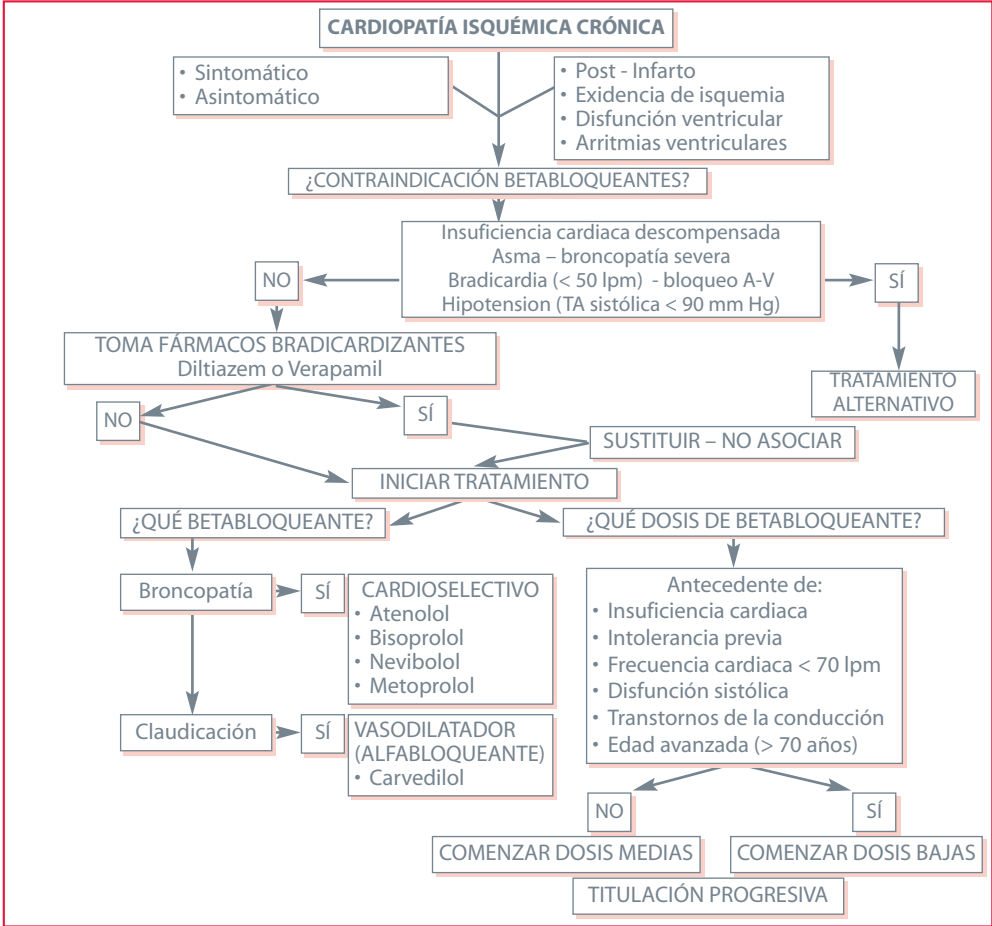 CARDIOPATÍA ISQUÉMICA CRÓNICA
• Sintomático
• Asintomático
• Post - Infarto
• Exidencia de isquemia
• Disfunción ventricular
• Arritmias ventriculares
¿CONTRAINDICACIÓN BETABLOQUEANTES?
Insuficiencia cardiaca descompensada
Asma – broncopatía severa
Bradicardia (< 50 lpm) - bloqueo A-V
Hipotension (TA sistólica < 90 mm Hg)
NO
SÍ
TOMA FÁRMACOS BRADICARDIZANTES
Diltiazem o Verapamil
TRATAMIENTO
ALTERNATIVO
NO
SÍ
SUSTITUIR – NO ASOCIAR
INICIAR TRATAMIENTO
¿QUÉ BETABLOQUEANTE?
¿QUÉ DOSIS DE BETABLOQUEANTE?
Broncopatía
SÍ
CARDIOSELECTIVO
• Atenolol
• Bisoprolol
• Nevibolol
• Metoprolol
Claudicación
SÍ
VASODILATADOR
(ALFABLOQUEANTE)
• Carvedilol
Antecedente de:
• Insuficiencia cardiaca
• Intolerancia previa
• Frecuencia cardiaca < 70 lpm
• Disfunción sistólica
• Transtornos de la conducción
• Edad avanzada (> 70 años)
NO
SÍ
COMENZAR DOSIS MEDIAS
COMENZAR DOSIS BAJAS
TITULACIÓN PROGRESIVA